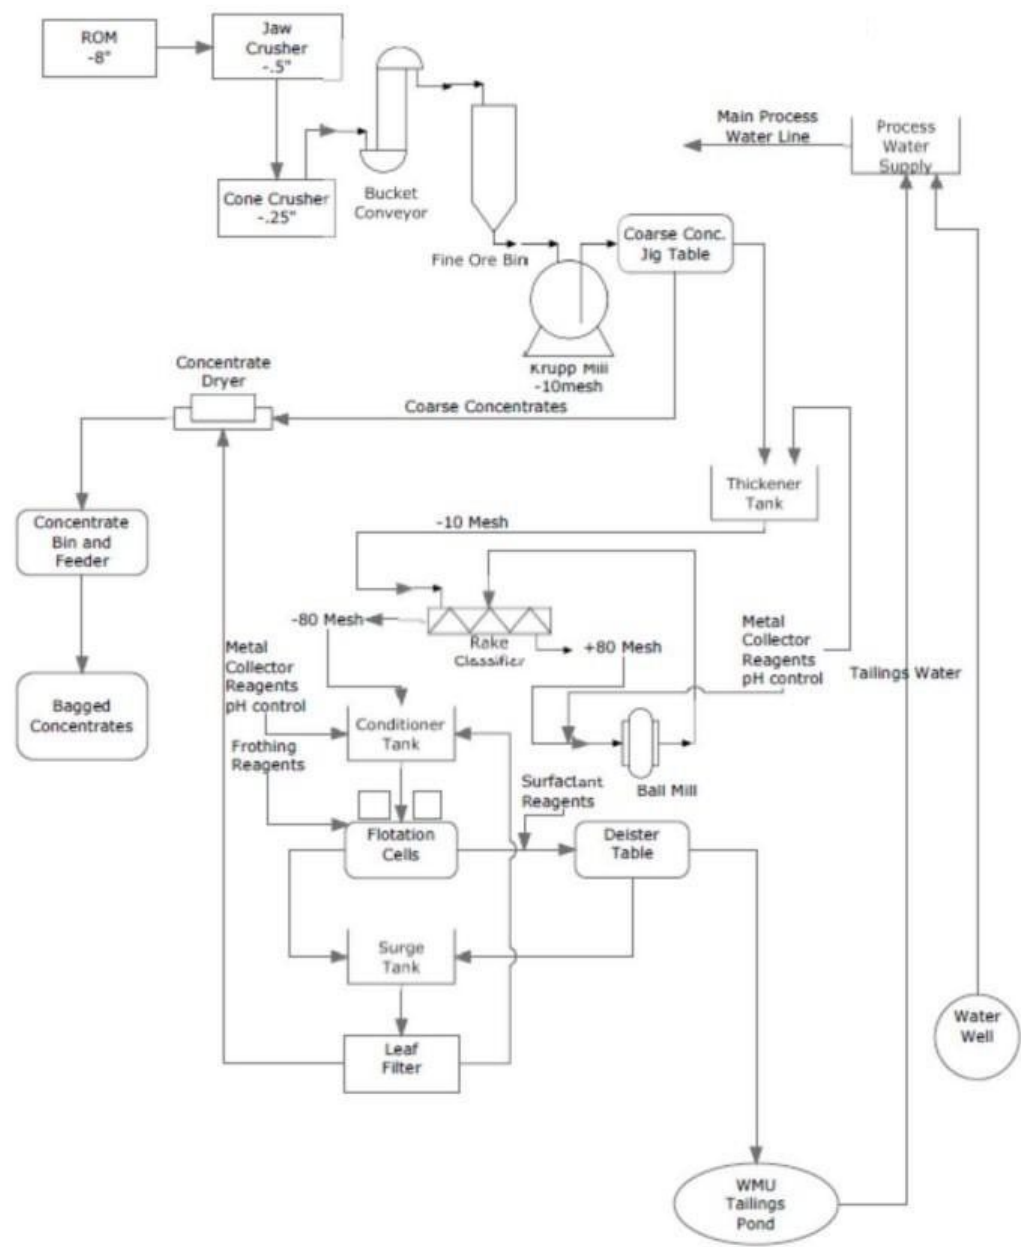 ROM
-8"
Jaw
Crusher
-.5"
Cone Crusher
-.25"
Bucket
Conveyor
Fine Ore Bin
Krupp Mill
-10mesh
Coarse Conc.
Jig Table
Main Process
Water Line
Process
Water
Supply
Concentrate
Dryer
Coarse Concentrates
Thickener
Tank
Concentrate
Bin and
Feeder
-10 Mesh
-80 Mesh
Rake
Classifier
+80 Mesh
Metal
Collector
Reagents
pH control
Tailings Water
Metal
Collector
Reagents
pH control
Bagged
Concentrates
Conditioner
Tank
Frothing
Reagents
Surfactant
Reagents
Ball Mill
Flotation
Cells
Deister
Table
Surge
Tank
Water
Well
Leaf
Filter
WMU
Tailings
Pond